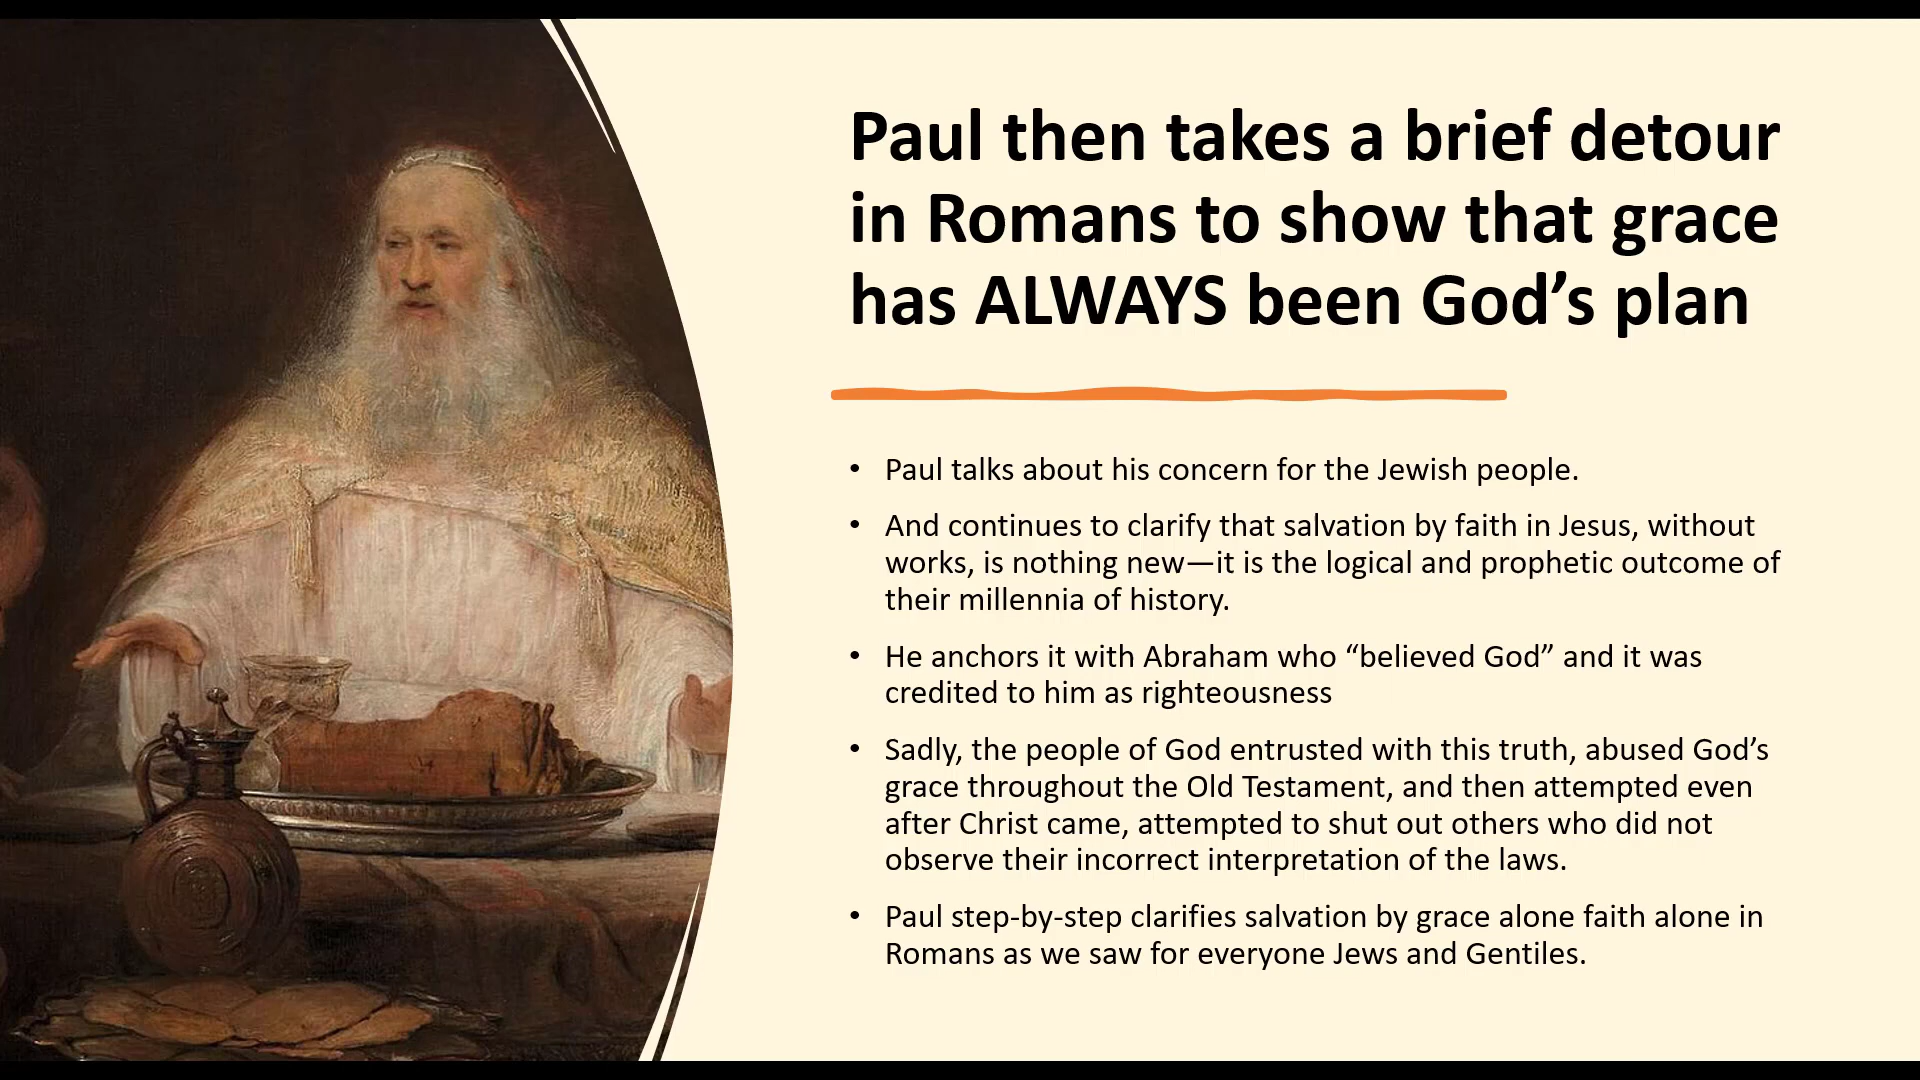 Paul then takes a brief detour
in Romans to show that grace
has ALWAYS been God’s plan
• Paul talks about his concern for the Jewish people.
• And continues to clarify that salvation by faith in Jesus, without
works, is nothing new—it is the logical and prophetic outcome of
their millennia of history.
• He anchors it with Abraham who “believed God” and it was
credited to him as righteousness
• Sadly, the people of God entrusted with this truth, abused God’s
grace throughout the Old Testament, and then attempted even
after Christ came, attempted to shut out others who did not
observe their incorrect interpretation of the laws.
• Paul step-by-step clarifies salvation by grace alone faith alone in
Romans as we saw for everyone Jews and Gentiles.